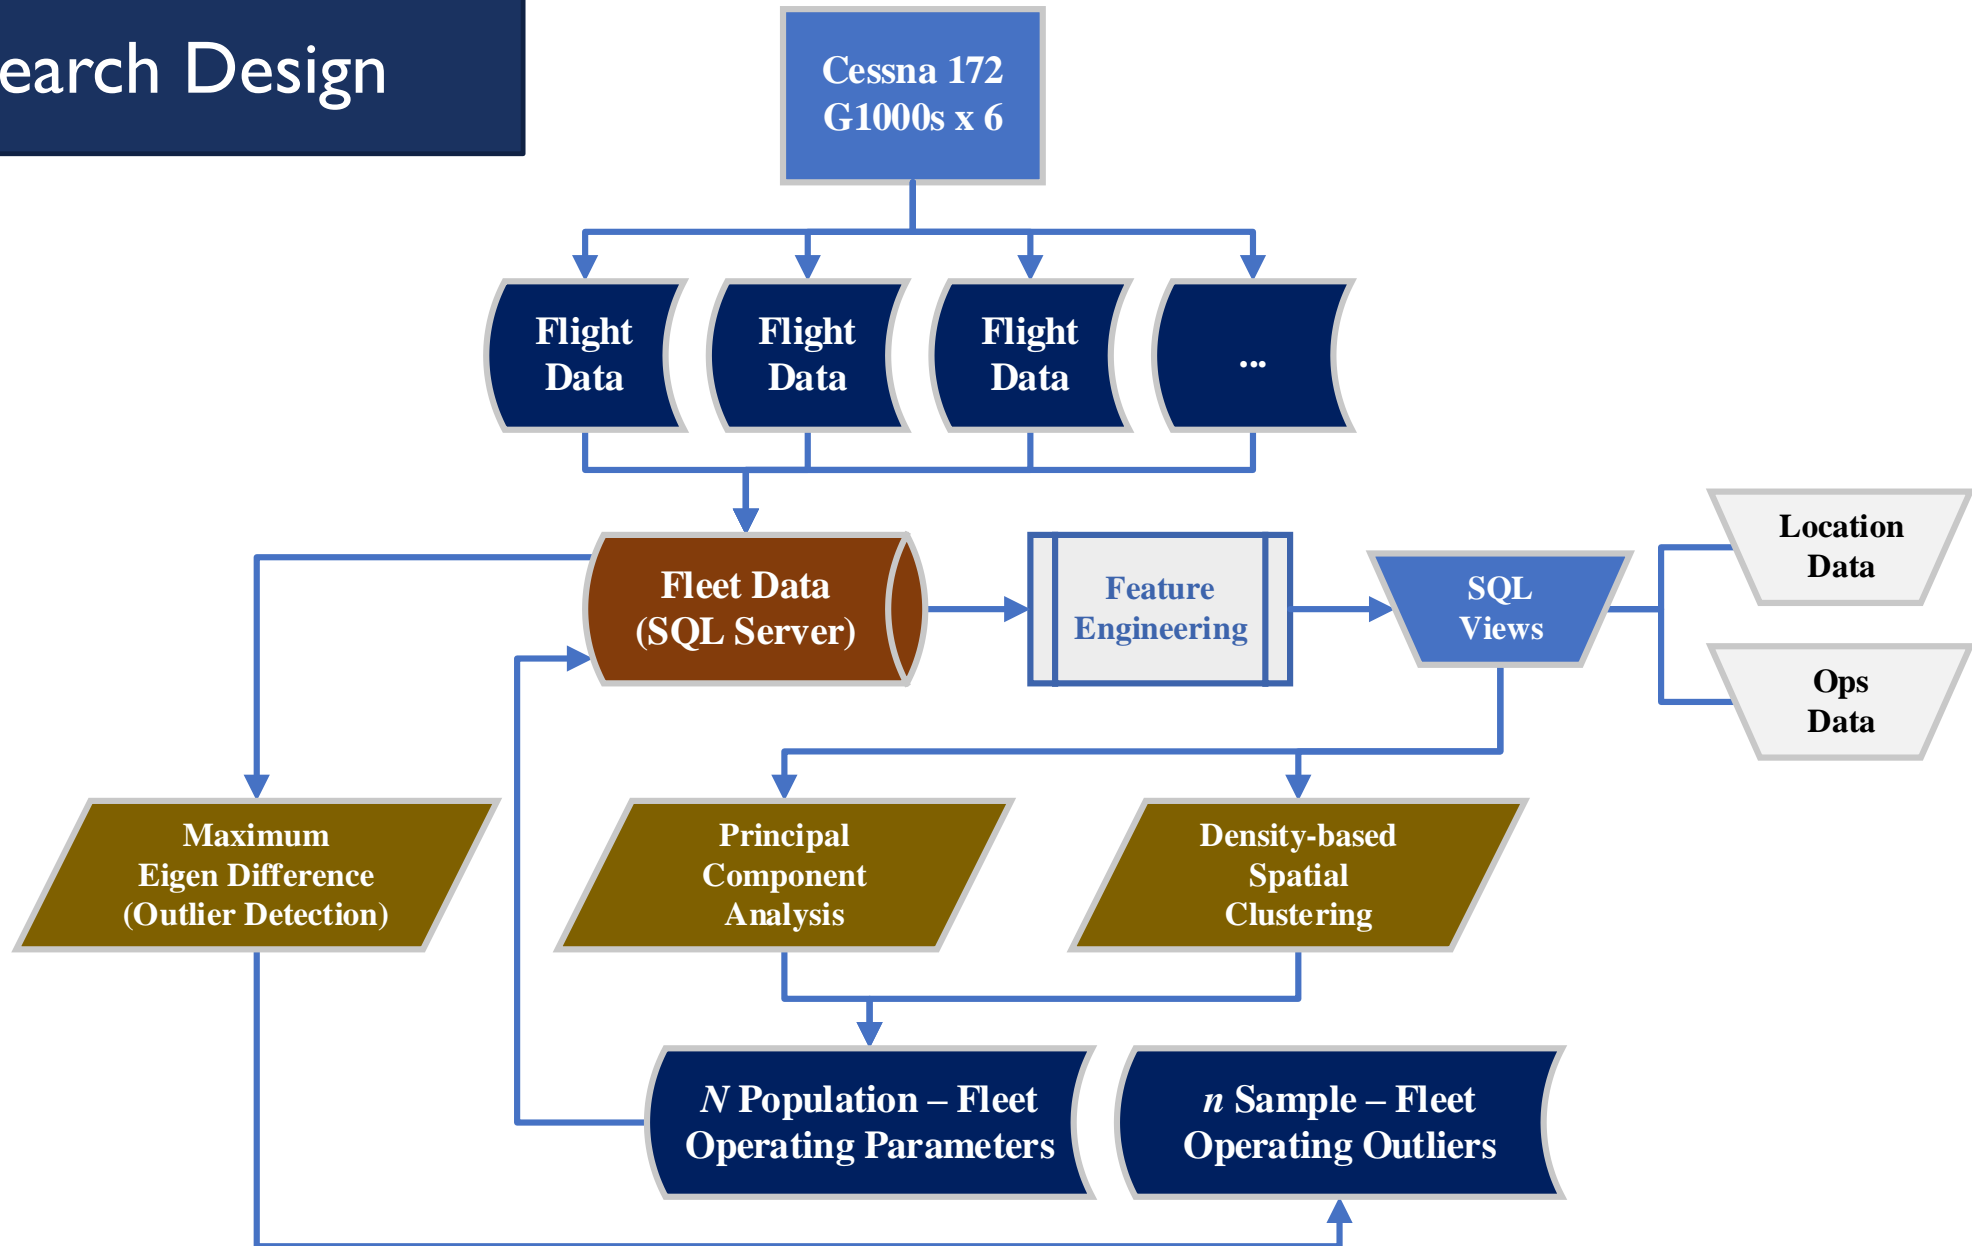 earch Design
Cessna 172
G1000s x 6
Flight
Data
Flight
Data
Flight
Data
...
Fleet Data
(SQL Server)
Feature
Engineering
SQL
Views
Location
Data
Ops
Data
Maximum
Eigen Difference
(Outlier Detection)
Principal
Component
Analysis
Density-based
Spatial
Clustering
N Population – Fleet
Operating Parameters
n Sample – Fleet
Operating Outliers